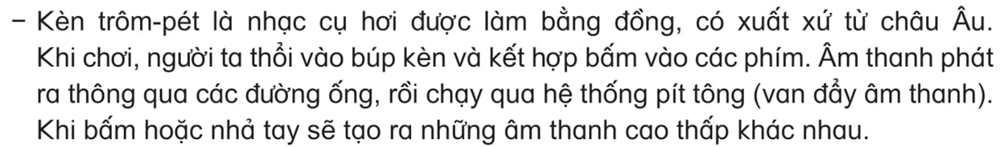 – Kèn trôm-pét là nhạc cụ hơi được làm bằng đồng, có xuất xứ từ châu Âu.
Khi chơi, người ta thổi vào búp kèn và kết hợp bấm vào các phím. Âm thanh phát
ra thông qua các đường ống, rồi chạy qua hệ thống pít tông (van đẩy âm thanh).
Khi bấm hoặc nhả tay sẽ tạo ra những âm thanh cao thấp khác nhau.